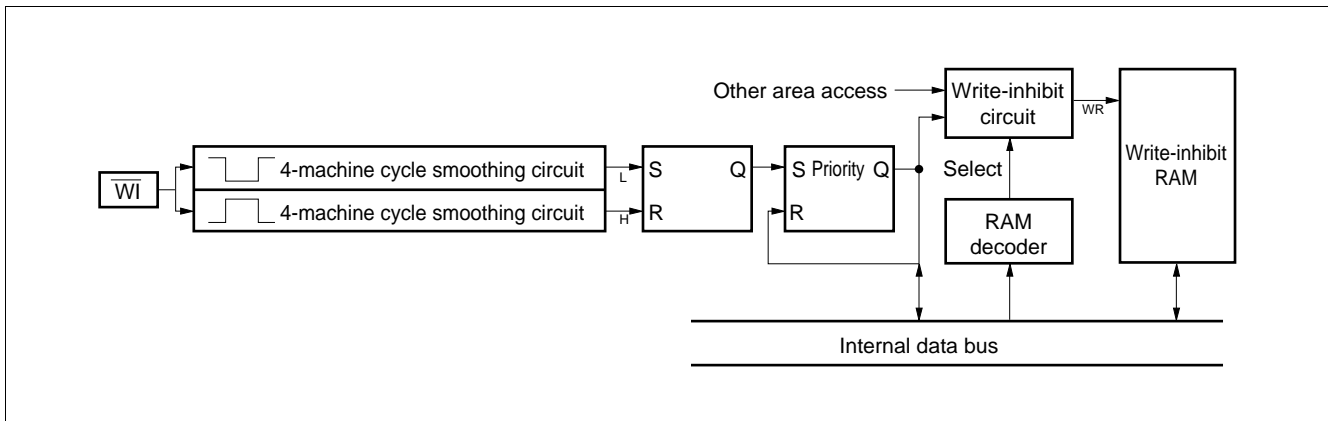 Other area access
Write-inhibit
circuit
WR
Write-inhibit
RAM
WI
4-machine cycle smoothing circuit
4-machine cycle smoothing circuit
L
H
S
Q
R
S Priority Q
R
Select
RAM
decoder
Internal data bus